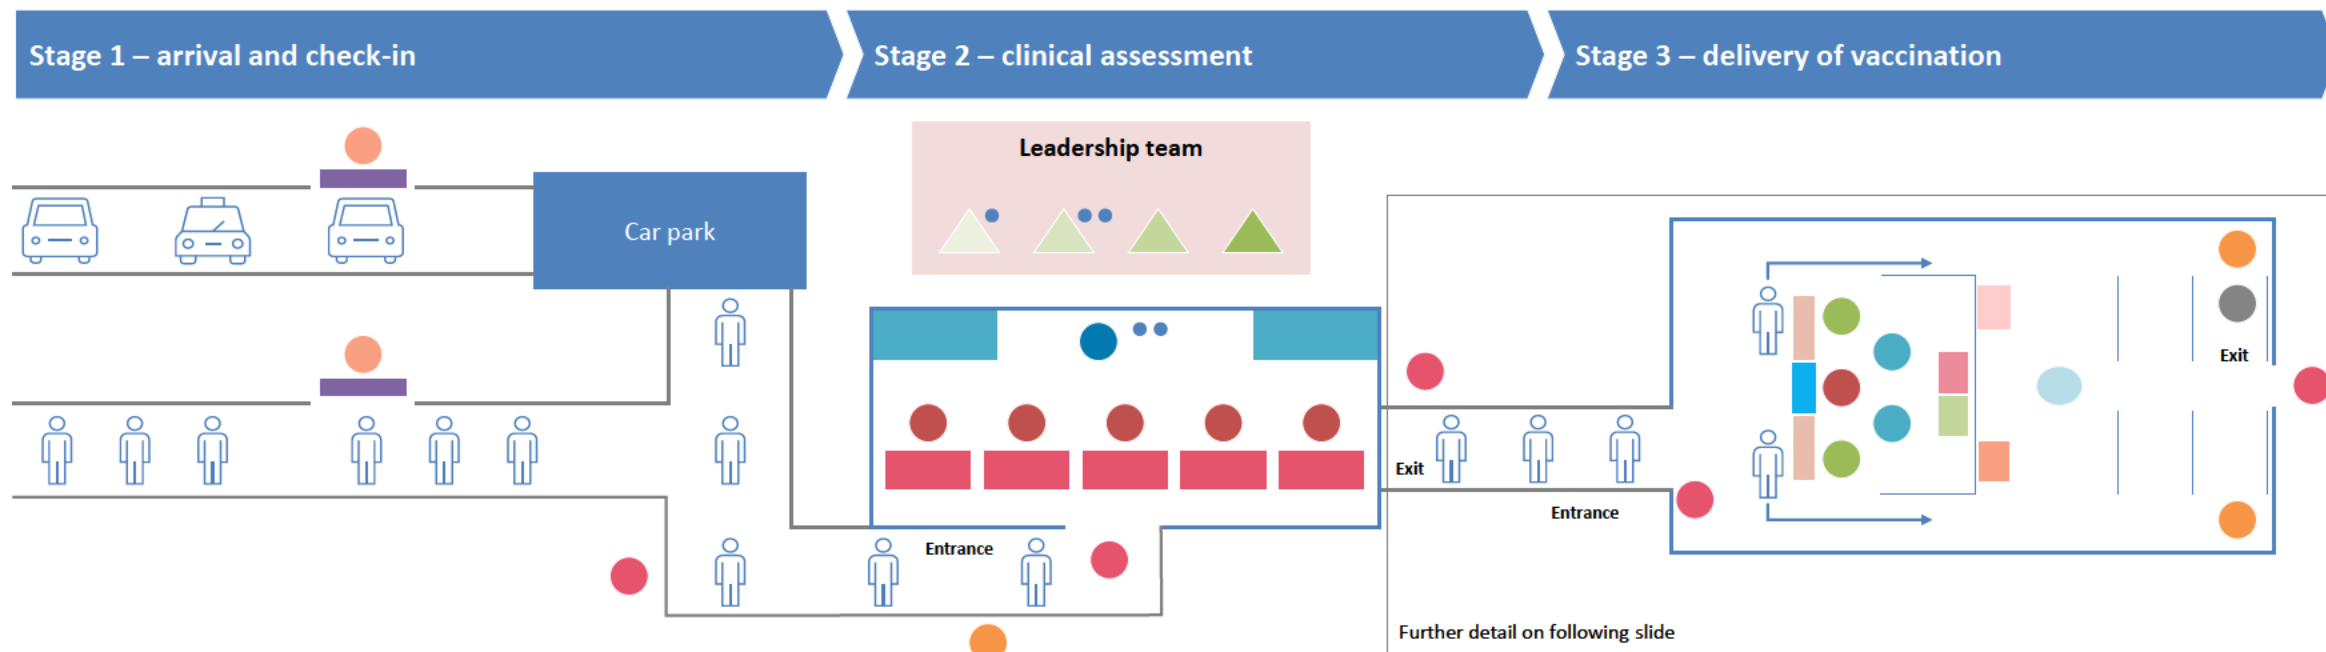 Stage 1 – arrival and check-in
Stage 2 – clinical assessment
Stage 3 – delivery of vaccination
Leadership team
Car park
Exit
Exit
Entrance
Entrance
Further detail on following slide